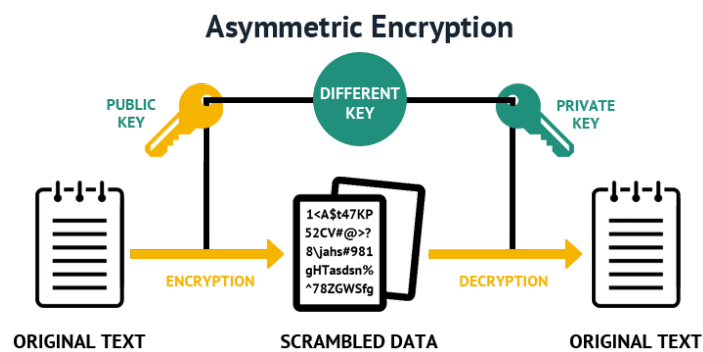 Asymmetric Encryption
PUBLIC
KEY
DIFFERENT
KEY
PRIVATE
KEY
1<A$t47KP
52CV#@>?
8\jahs#981
gHTasdsn%
^78ZGWSfg
ENCRYPTION
DECRYPTION
ORIGINAL TEXT
SCRAMBLED DATA
ORIGINAL TEXT